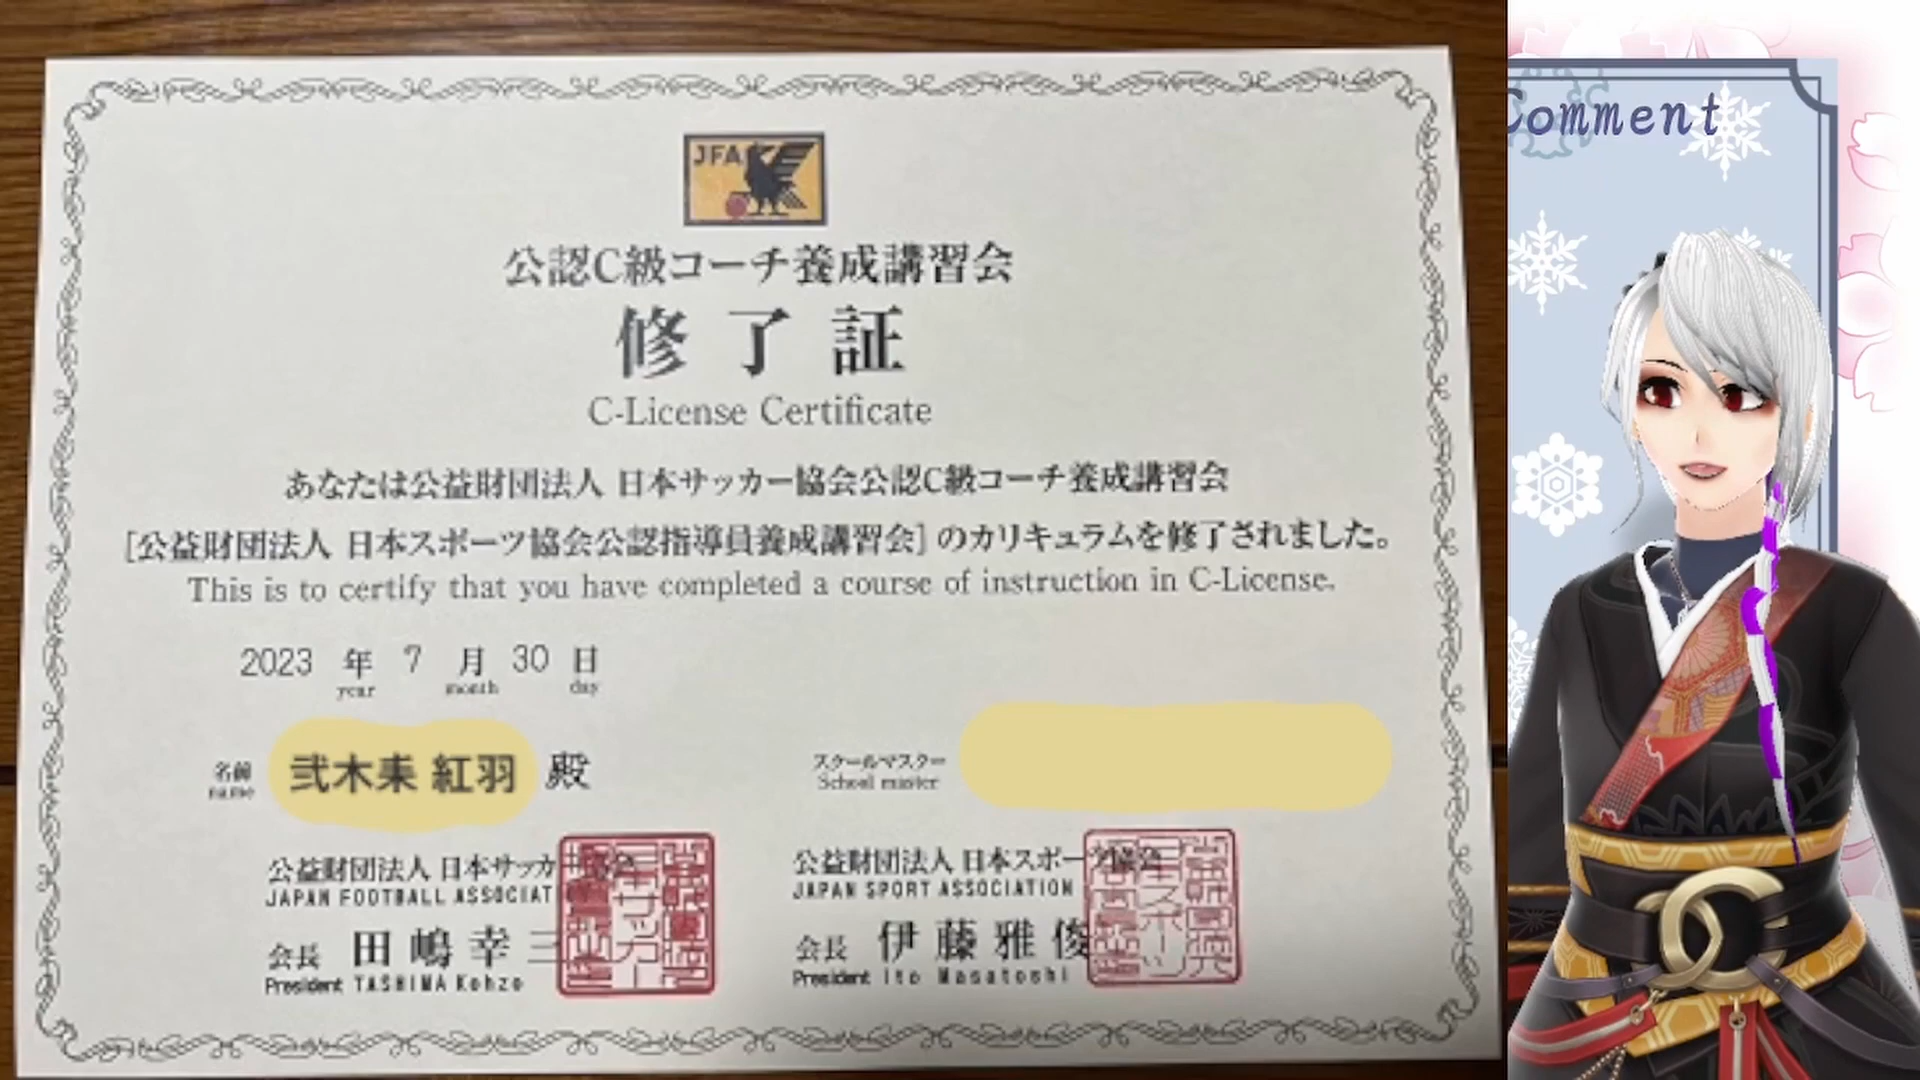 JFA
公認C級コーチ養成講習会
修了証
C-License Certificate
あなたは公益財団法人 日本サッカー協会公認C級コーチ養成講習会
[公益財団法人 日本スポーツ協会公認指導員養成講習会] のカリキュラムを修了されました。
This is to certify that you have completed a course of instruction in C-License.
2023 年 7 月 30 日
year month day
名前 弐木来 紅羽 殿
name
スクールマスター
School master
公益財団法人 日本サッカー協会
JAPAN FOOTBALL ASSOCIAT
会長 田嶋幸三
President TASHIMA Kohzo
公益財団法人 日本スポーツ協会
JAPAN SPORT ASSOCIATION
会長 伊藤雅俊
President Ito Masatoshi
Comment